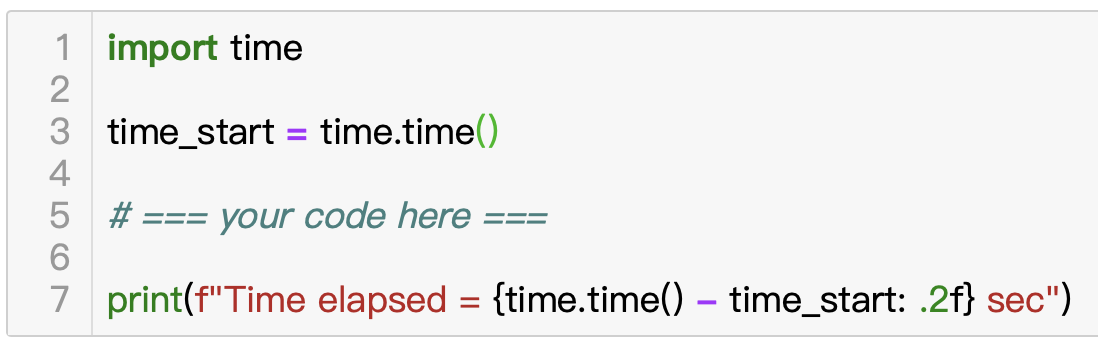 1 import time
2
3 time_start = time.time()
4
5 # === your code here ===
6
7 print(f"Time elapsed = {time.time() - time_start: .2f} sec")